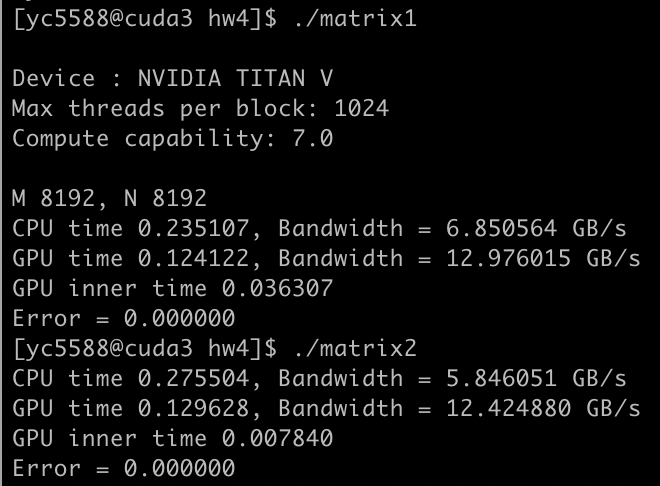 [yc5588@cuda3 hw4]$ ./matrix1
Device : NVIDIA TITAN V
Max threads per block: 1024
Compute capability: 7.0
M 8192, N 8192
CPU time 0.235107, Bandwidth = 6.850564 GB/s
GPU time 0.124122, Bandwidth = 12.976015 GB/s
GPU inner time 0.036307
Error = 0.000000
[yc5588@cuda3 hw4]$ ./matrix2
CPU time 0.275504, Bandwidth = 5.846051 GB/s
GPU time 0.129628, Bandwidth = 12.424880 GB/s
GPU inner time 0.007840
Error = 0.000000